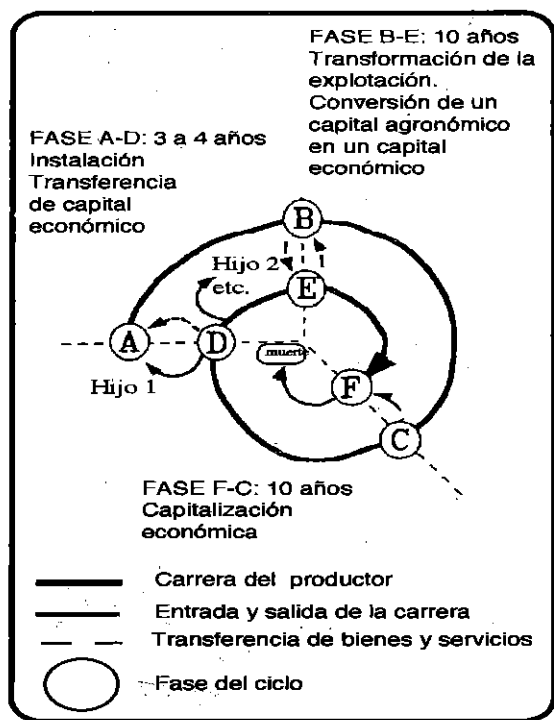 FASE B-E: 10 años
Transformación de la
explotación.
Conversión de un
capital agronómico
en un capital
económico
FASE A-D: 3 a 4 años
Instalación
Transferencia
de capital
económico
B
Hijo 2
etc.
E
A
D
muerte
Hijo 1
F
C
FASE F-C: 10 años
Capitalización
económica
Carrera del productor
Entrada y salida de la carrera
Transferencia de bienes y servicios
Fase del ciclo